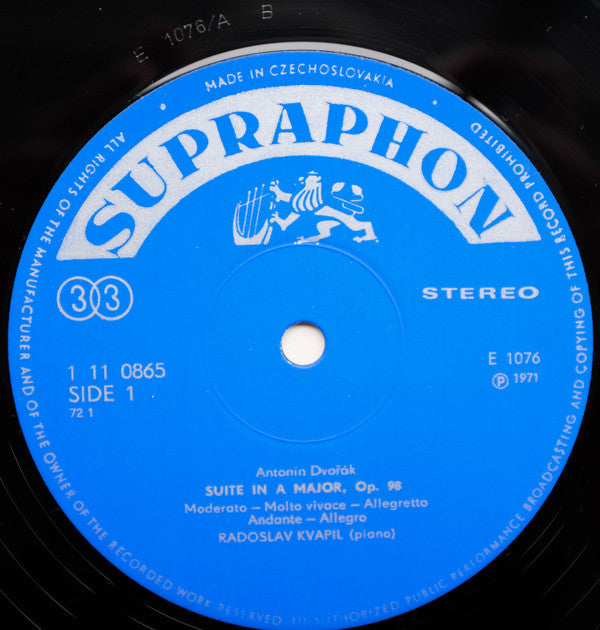 E 1076/A B
MADE IN CZECHOSLOVAKIA
SUPRAPHON
33
STEREO
1 11 0865
SIDE 1
72 1
E 1076
Ⓟ 1971
Antonín Dvořák
SUITE IN A MAJOR, Op. 98
Moderato – Molto vivace – Allegretto
Andante – Allegro
RADOSLAV KVAPIL (piano)
ALL RIGHTS OF THE MANUFACTURER AND OF THE OWNER OF THE RECORDED WORK RESERVED UNAUTHORIZED PUBLIC PERFORMANCE BROADCASTING AND COPYING OF THIS RECORD PROHIBITED